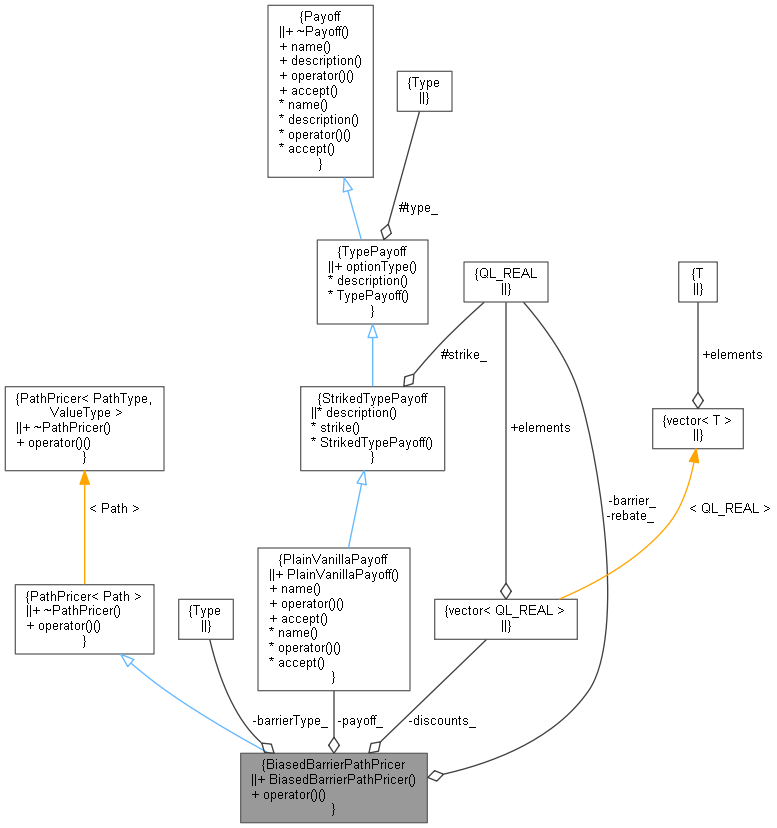 {Payoff
||+ ~Payoff()
+ name()
+ description()
+ operator()()
+ accept()
* name()
* description()
* operator()()
* accept()
}
{Type
||}
#type_
{TypePayoff
||+ optionType()
* description()
* TypePayoff()
}
{QL_REAL
||}
{T
||}
#strike_
+elements
{PathPricer< PathType,
ValueType >
||+ ~PathPricer()
+ operator()()
}
{StrikedTypePayoff
||* description()
* strike()
* StrikedTypePayoff()
}
+elements
{vector< T >
||}
< Path >
-barrier_
-rebate_
< QL_REAL >
{PathPricer< Path >
||+ ~PathPricer()
+ operator()()
}
{Type
||}
{PlainVanillaPayoff
||+ PlainVanillaPayoff()
+ name()
+ operator()()
+ accept()
* name()
* operator()()
* accept()
}
{vector< QL_REAL >
||}
-barrierType_
-payoff_
-discounts_
{BiasedBarrierPathPricer
||+ BiasedBarrierPathPricer()
+ operator()()
}